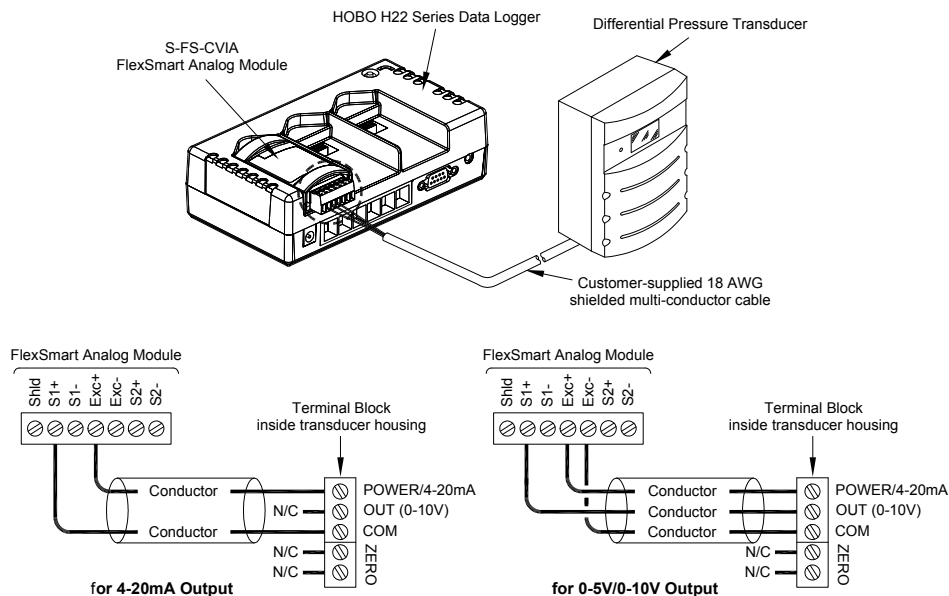 HOBO H22 Series Data Logger
Differential Pressure Transducer
S-FS-CVIA
FlexSmart Analog Module
Customer-supplied 18 AWG
shielded multi-conductor cable
FlexSmart Analog Module
Shld
S1+
S1-
Exc+
Exc-
S2+
S2-
Terminal Block
inside transducer housing
Conductor
Conductor
POWER/4-20mA
N/C
OUT (0-10V)
COM
N/C
N/C
ZERO
for 4-20mA Output
FlexSmart Analog Module
Shld
S1+
S1-
Exc+
Exc-
S2+
S2-
Terminal Block
inside transducer housing
Conductor
Conductor
Conductor
POWER/4-20mA
OUT (0-10V)
COM
N/C
N/C
ZERO
for 0-5V/0-10V Output